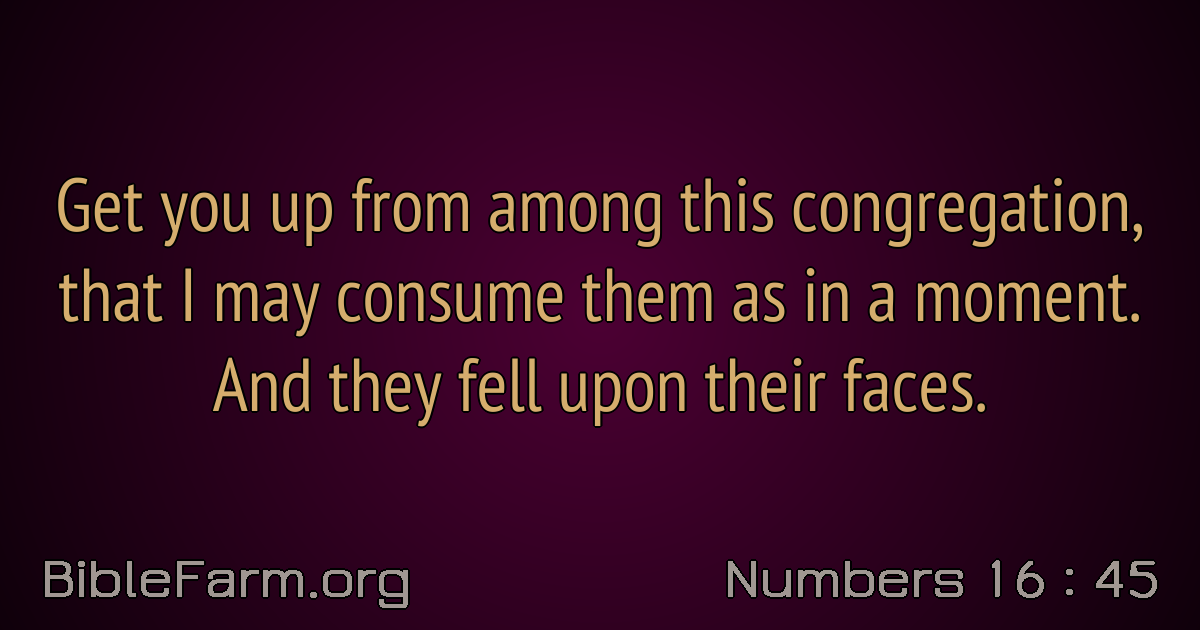 Get you up from among this congregation,
that I may consume them as in a moment.
And they fell upon their faces.
BibleFarm.org
Numbers 16 : 45